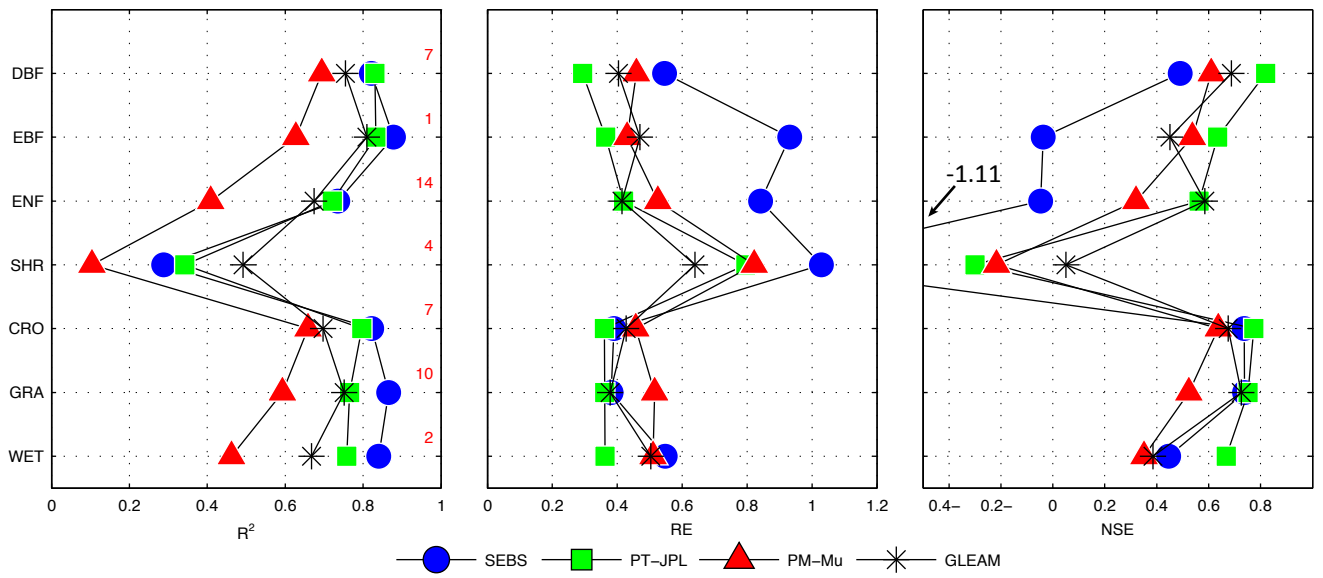 DBF
EBF
ENF
SHR
CRO
GRA
WET
7
1
14
4
7
10
2
-1.11
0 0.2 0.4 0.6 0.8 1
0 0.2 0.4 0.6 0.8 1 1.2
0.4− 0.2− 0 0.2 0.4 0.6 0.8
R2
RE
NSE
SEBS PT−JPL PM−Mu GLEAM